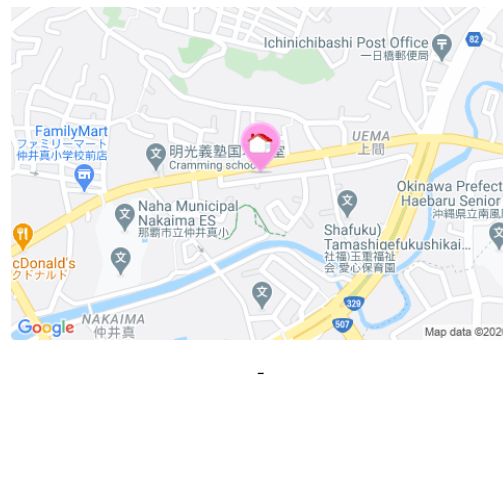 Ichinichibashi Post Office
一日橋郵便局
82
FamilyMart
ファミリーマート
仲井真小学校前店
明光義塾国
室
Cramming schoo
UEMA
上間
Okinawa Prefect
Haebaru Senior
沖縄県立南風
Naha Municipal
Nakaima ES
那覇市立仲井真小
Shafuku)
Tamashigefukushikai...
社福)玉重福祉
会 愛心保育園
cDonald's
クドナルド
329
507
NAKAIMA
仲井真
Google
Map data ©202
-